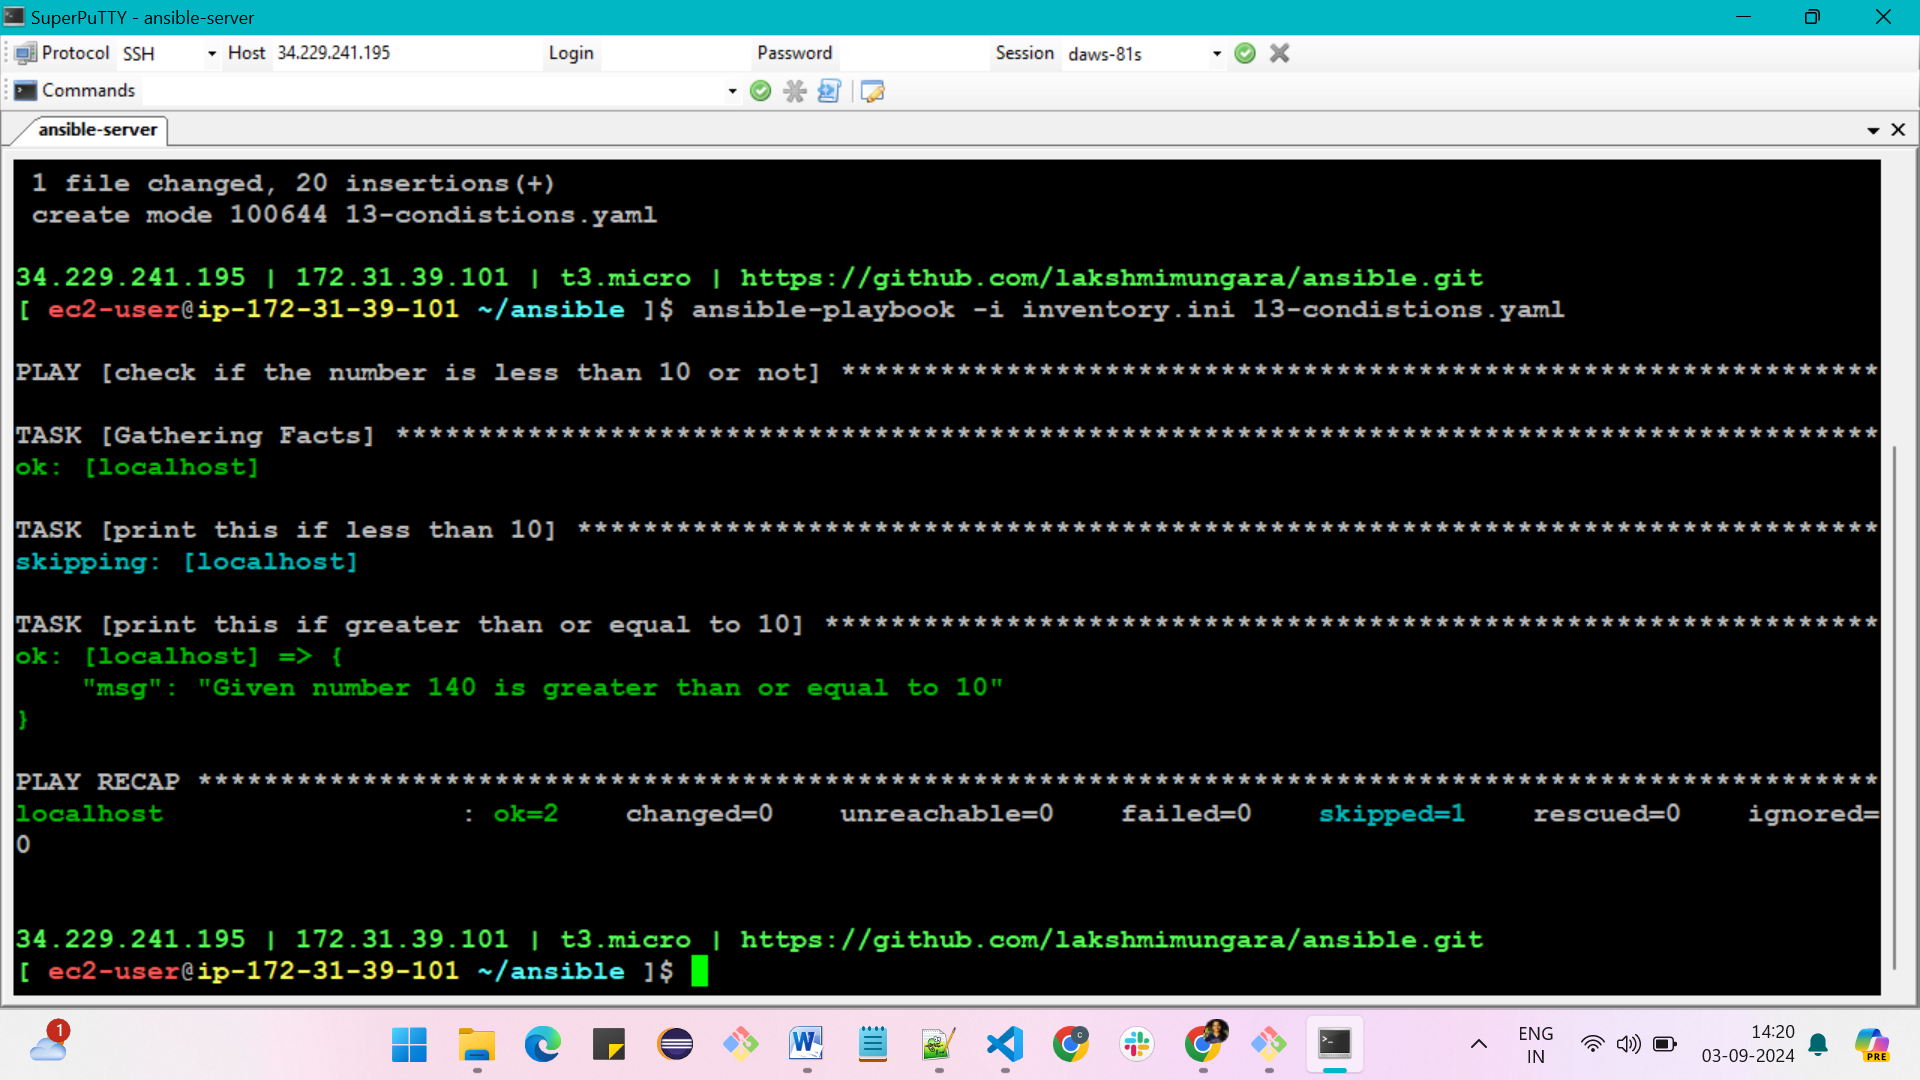 SuperPuTTY - ansible-server
Protocol SSH Host 34.229.241.195 Login Password Session daws-81s
Commands
ansible-server
1 file changed, 20 insertions(+)
create mode 100644 13-condistions.yaml
34.229.241.195 | 172.31.39.101 | t3.micro | https://github.com/lakshmimungara/ansible.git
[ ec2-user@ip-172-31-39-101 ~/ansible ]$ ansible-playbook -i inventory.ini 13-condistions.yaml
PLAY [check if the number is less than 10 or not] ***************************************************************
TASK [Gathering Facts] ******************************************************************************************
ok: [localhost]
TASK [print this if less than 10] *******************************************************************************
skipping: [localhost]
TASK [print this if greater than or equal to 10] ****************************************************************
ok: [localhost] => {
"msg": "Given number 140 is greater than or equal to 10"
}
PLAY RECAP ******************************************************************************************************
localhost : ok=2 changed=0 unreachable=0 failed=0 skipped=1 rescued=0 ignored=
0
34.229.241.195 | 172.31.39.101 | t3.micro | https://github.com/lakshmimungara/ansible.git
[ ec2-user@ip-172-31-39-101 ~/ansible ]$
1
W
C
PRE
ENG
IN
14:20
03-09-2024